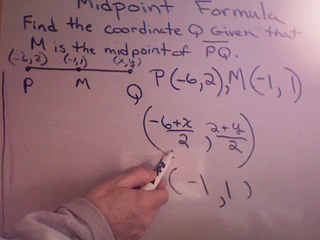 Midpoint Formula
Find the coordinate Q Given that
M is the midpoint of PQ.
(-6,2) (-1,1) (x,y)
P M Q
P(-6,2), M(-1,1)
(-6+x/2, 2+y/2)
(-1,1)